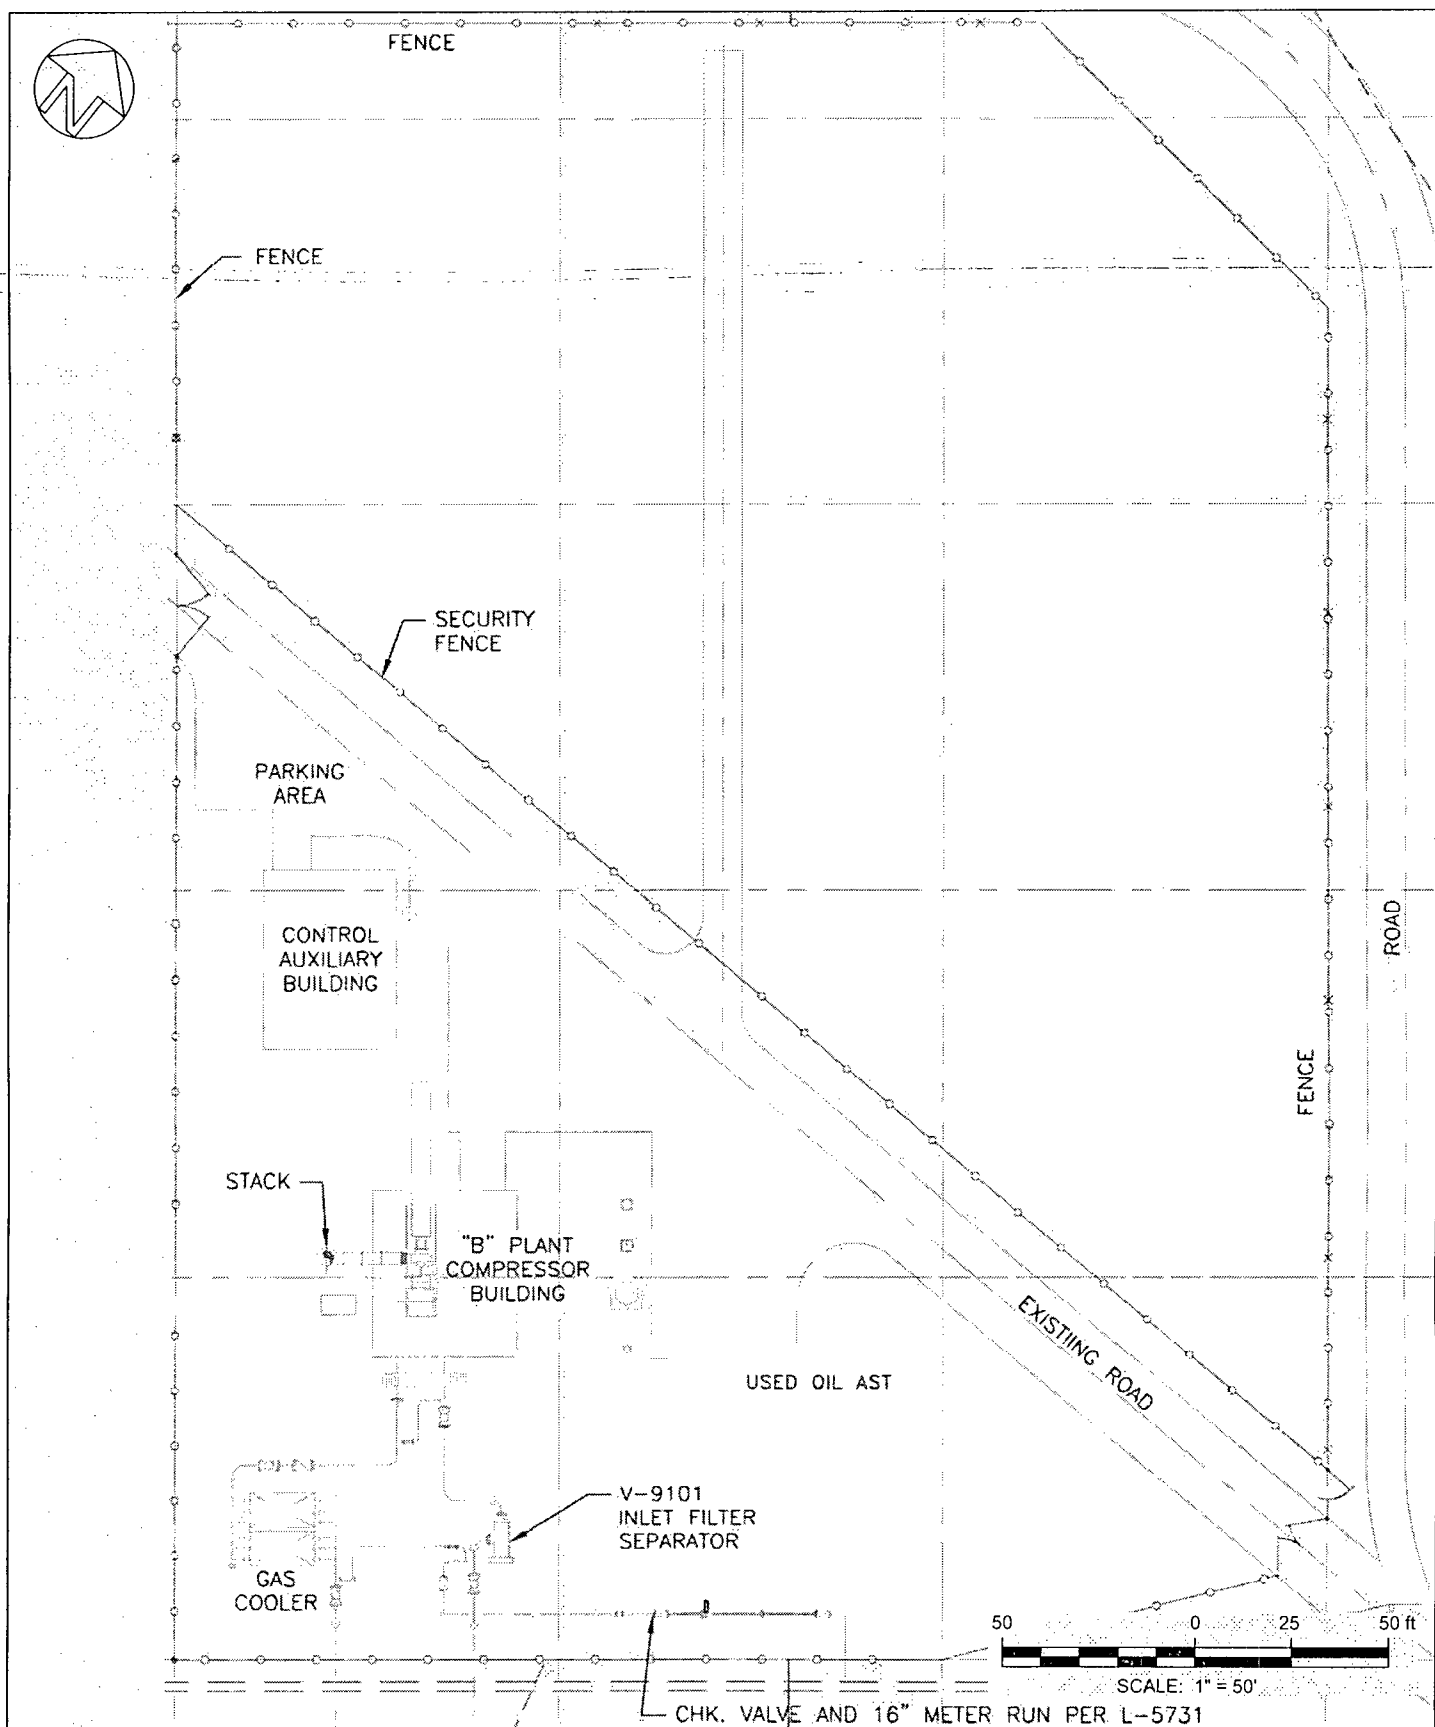 N
FENCE
FENCE
SECURITY
FENCE
PARKING
AREA
CONTROL
AUXILIARY
BUILDING
ROAD
FENCE
STACK
"B" PLANT
COMPRESSOR
BUILDING
EXISTIING ROAD
USED OIL AST
V-9101
INLET FILTER
SEPARATOR
GAS
COOLER
50 0 25 50 ft
SCALE: 1" = 50'
CHK. VALVE AND 16" METER RUN PER L-5731